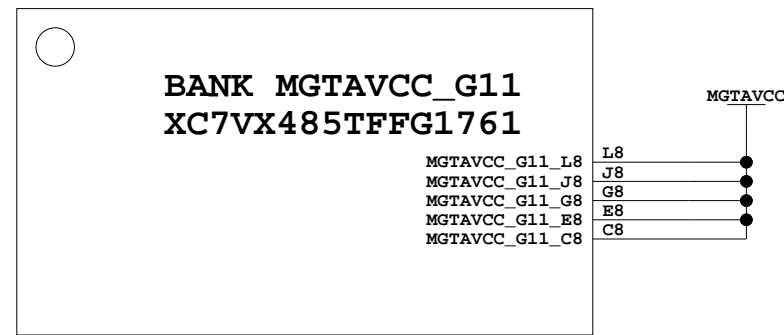 BANK MGTAVCC_G11
XC7VX485TFFG1761
MGTAVCC
MGTAVCC_G11_L8 L8
MGTAVCC_G11_J8 J8
MGTAVCC_G11_G8 G8
MGTAVCC_G11_E8 E8
MGTAVCC_G11_C8 C8